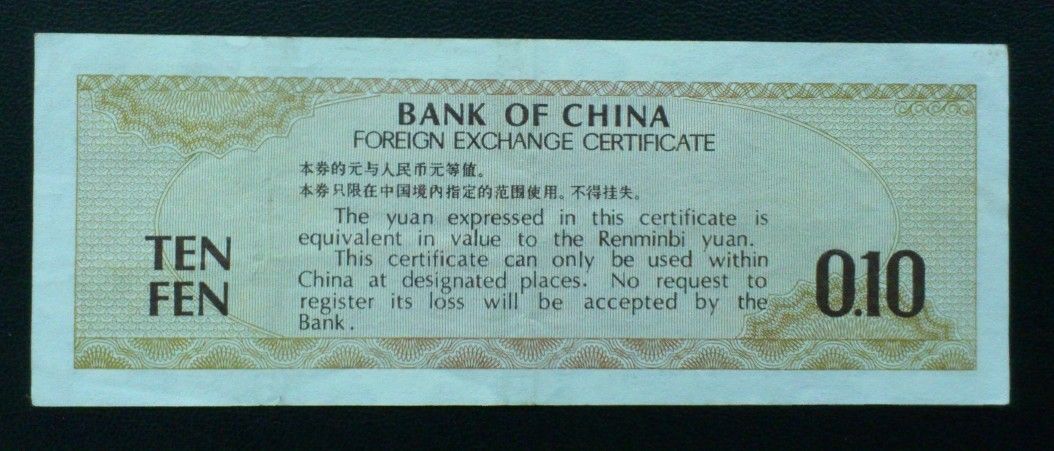 BANK OF CHINA
FOREIGN EXCHANGE CERTIFICATE
本券的元与人民币元等值。
本券只限在中国境内指定的范围使用。不得挂失。
The yuan expressed in this certificate is
equivalent in value to the Renminbi yuan.
This certificate can only be used within
China at designated places. No request to
register its loss will be accepted by the
Bank.
TEN
FEN
0.10